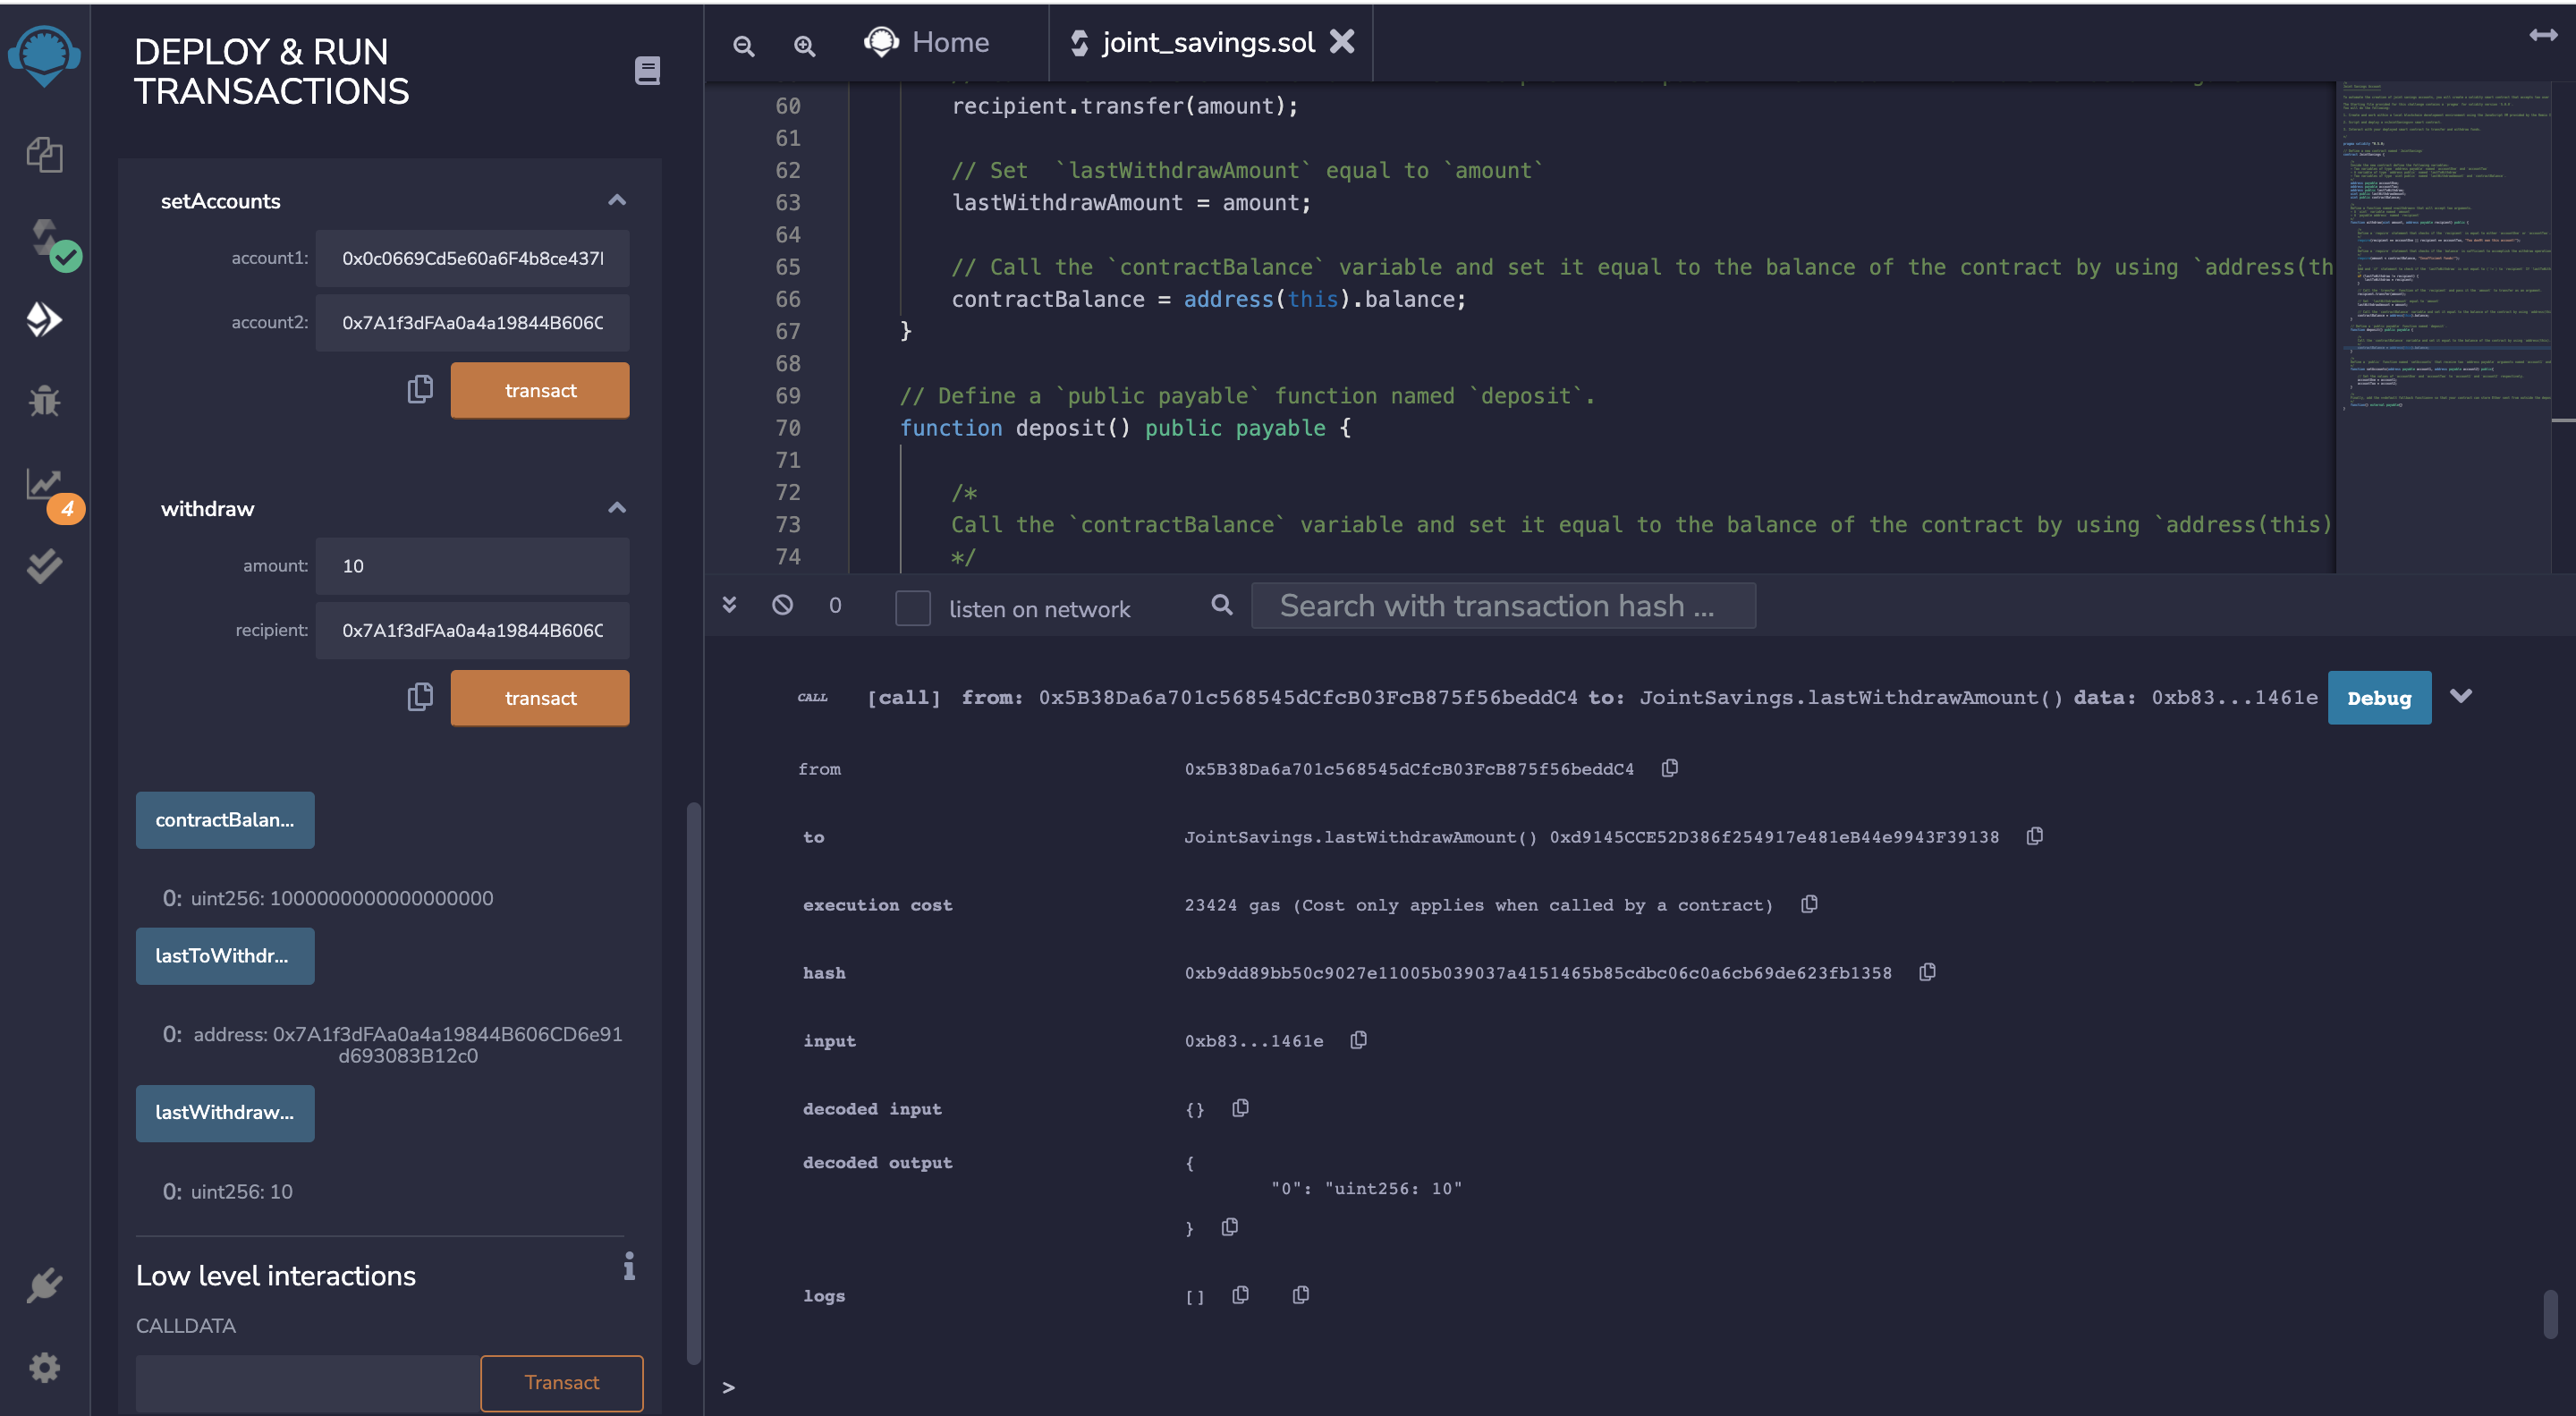 DEPLOY & RUN
TRANSACTIONS
setAccounts
account1: 0x0c0669Cd5e60a6F4b8ce437
account2: 0x7A1f3dFAa0a4a19844B606C
transact
withdraw
amount: 10
recipient: 0x7A1f3dFAa0a4a19844B606C
transact
contractBalan...
0: uint256: 1000000000000000000
lastToWithdr...
0: address: 0x7A1f3dFAa0a4a19844B606CD6e91
d693083B12c0
lastWithdraw...
0: uint256: 10
Low level interactions
CALLDATA
Transact
4
Home
joint_savings.sol
60 recipient.transfer(amount);
61
62 // Set  `lastWithdrawAmount` equal to `amount`
63 lastWithdrawAmount = amount;
64
65 // Call the `contractBalance` variable and set it equal to the balance of the contract by using `address(th
66 contractBalance = address(this).balance;
67 }
68
69 // Define a `public payable` function named `deposit`.
70 function deposit() public payable {
71
72 /*
73 Call the `contractBalance` variable and set it equal to the balance of the contract by using `address(this)
74 */
0
listen on network
Search with transaction hash ...
CALL [call] from: 0x5B38Da6a701c568545dCfcB03FcB875f56beddC4 to: JointSavings.lastWithdrawAmount() data: 0xb83...1461e
Debug
from 0x5B38Da6a701c568545dCfcB03FcB875f56beddC4
to JointSavings.lastWithdrawAmount() 0xd9145CCE52D386f254917e481eB44e9943F39138
execution cost 23424 gas (Cost only applies when called by a contract)
hash 0xb9dd89bb50c9027e11005b039037a4151465b85cdbc06c0a6cb69de623fb1358
input 0xb83...1461e
decoded input {}
decoded output {
"0": "uint256: 10"
}
logs []
>